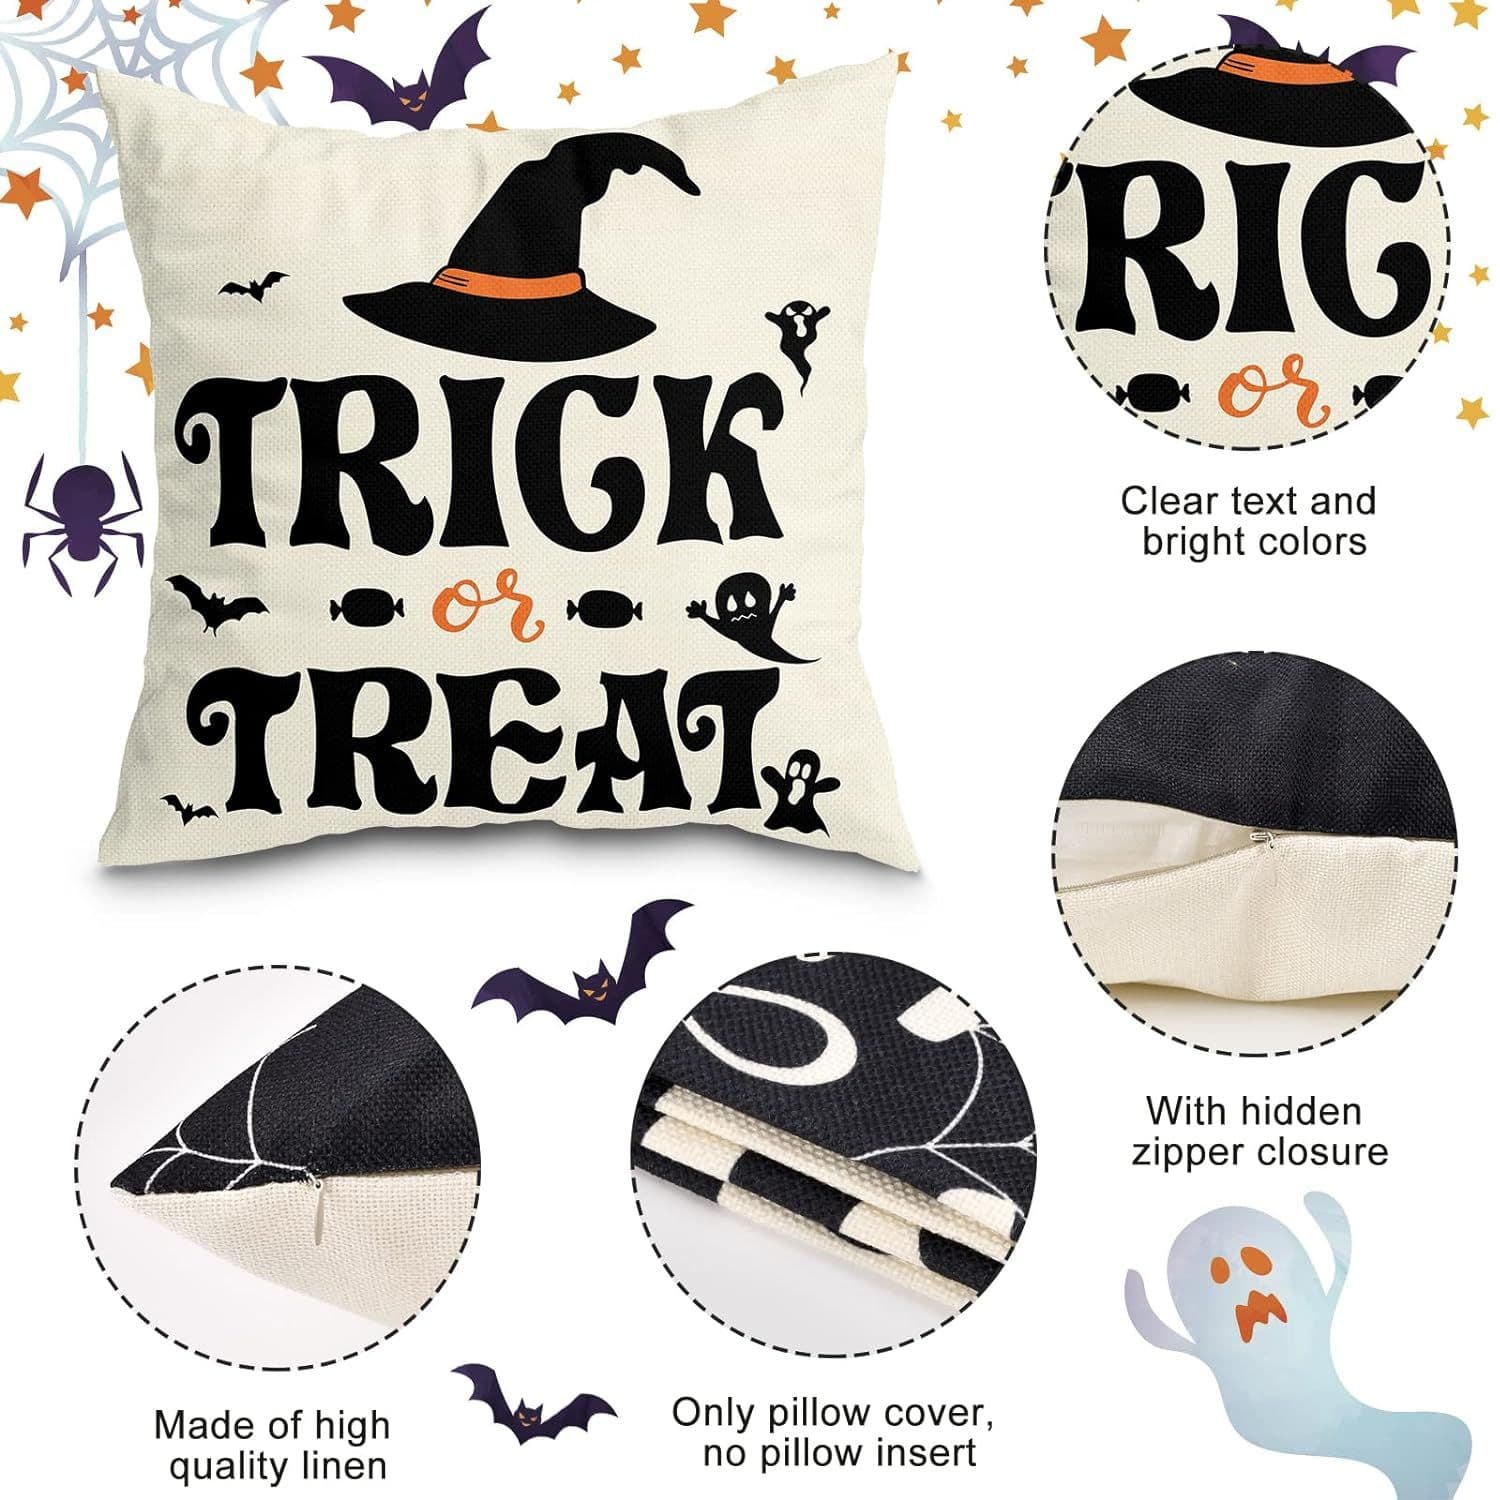 TRICK
or
TREAT
RIC
or
Clear text and
bright colors
With hidden
zipper closure
Made of high
quality linen
Only pillow cover,
no pillow insert